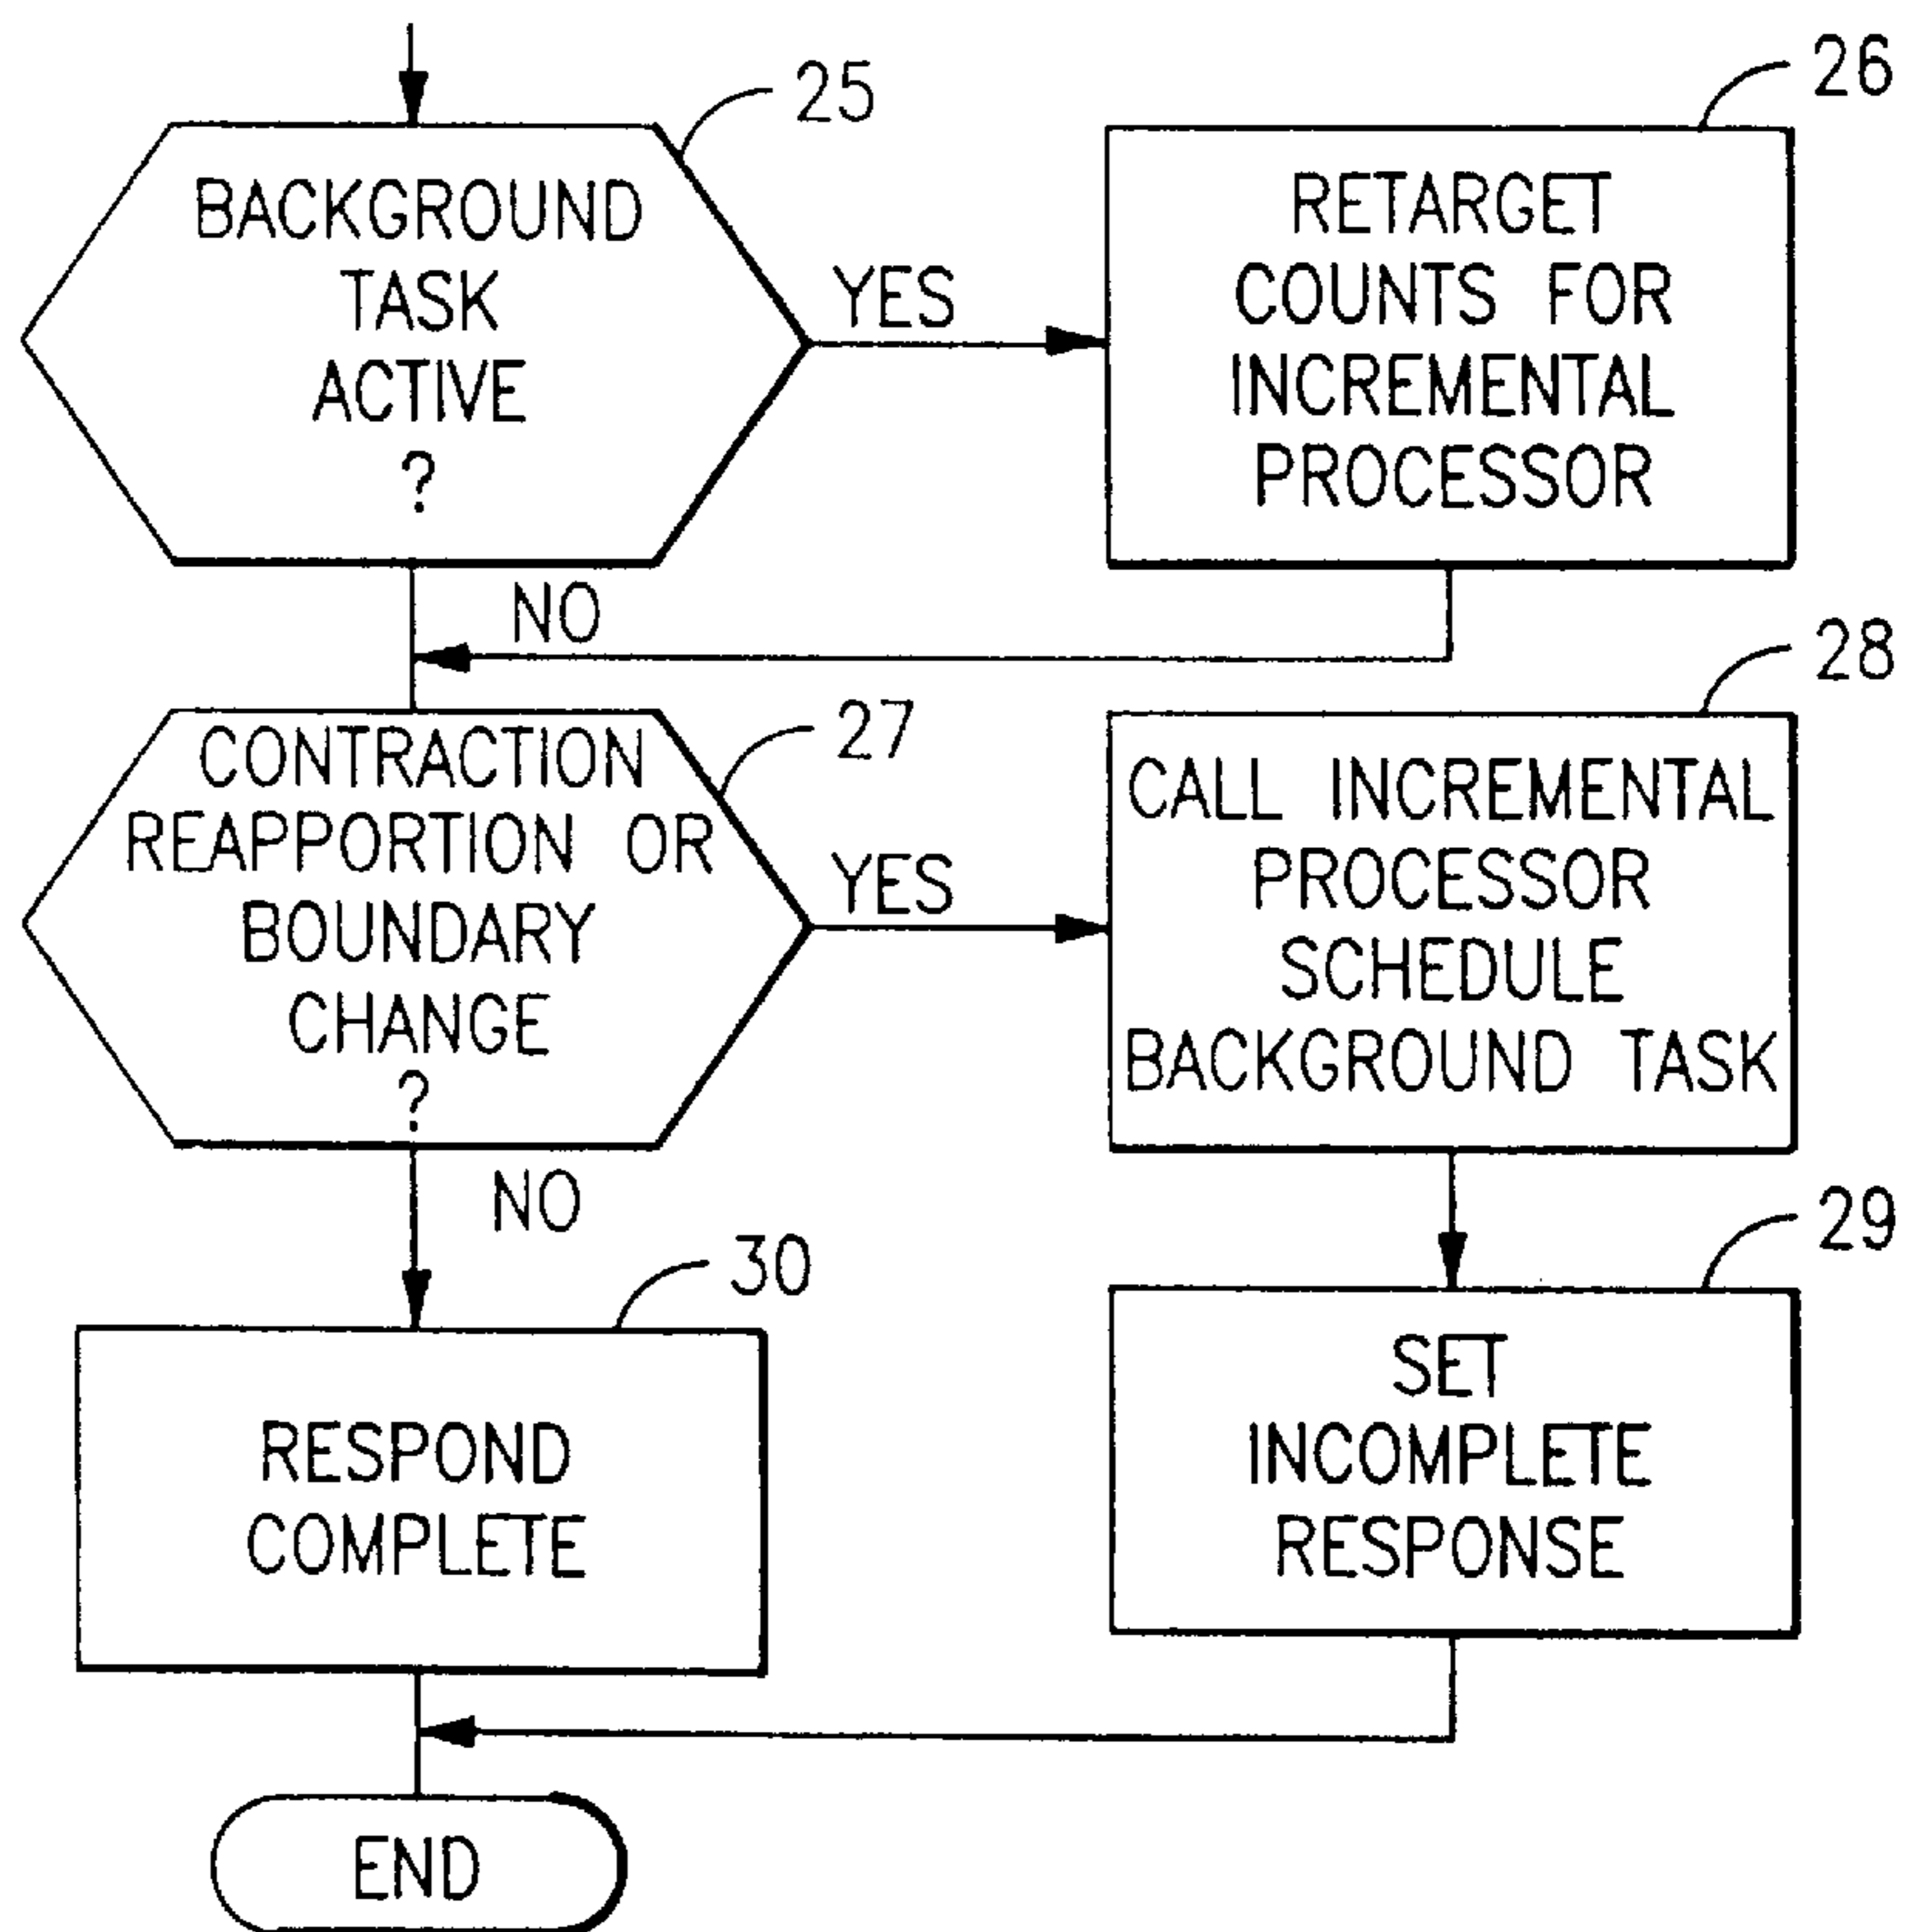 25
BACKGROUND
TASK
ACTIVE
?
YES
26
RETARGET
COUNTS FOR
INCREMENTAL
PROCESSOR
NO
27
CONTRACTION
REAPPORTION OR
BOUNDARY
CHANGE
?
YES
28
CALL INCREMENTAL
PROCESSOR
SCHEDULE
BACKGROUND TASK
NO
29
SET
INCOMPLETE
RESPONSE
30
RESPOND
COMPLETE
END